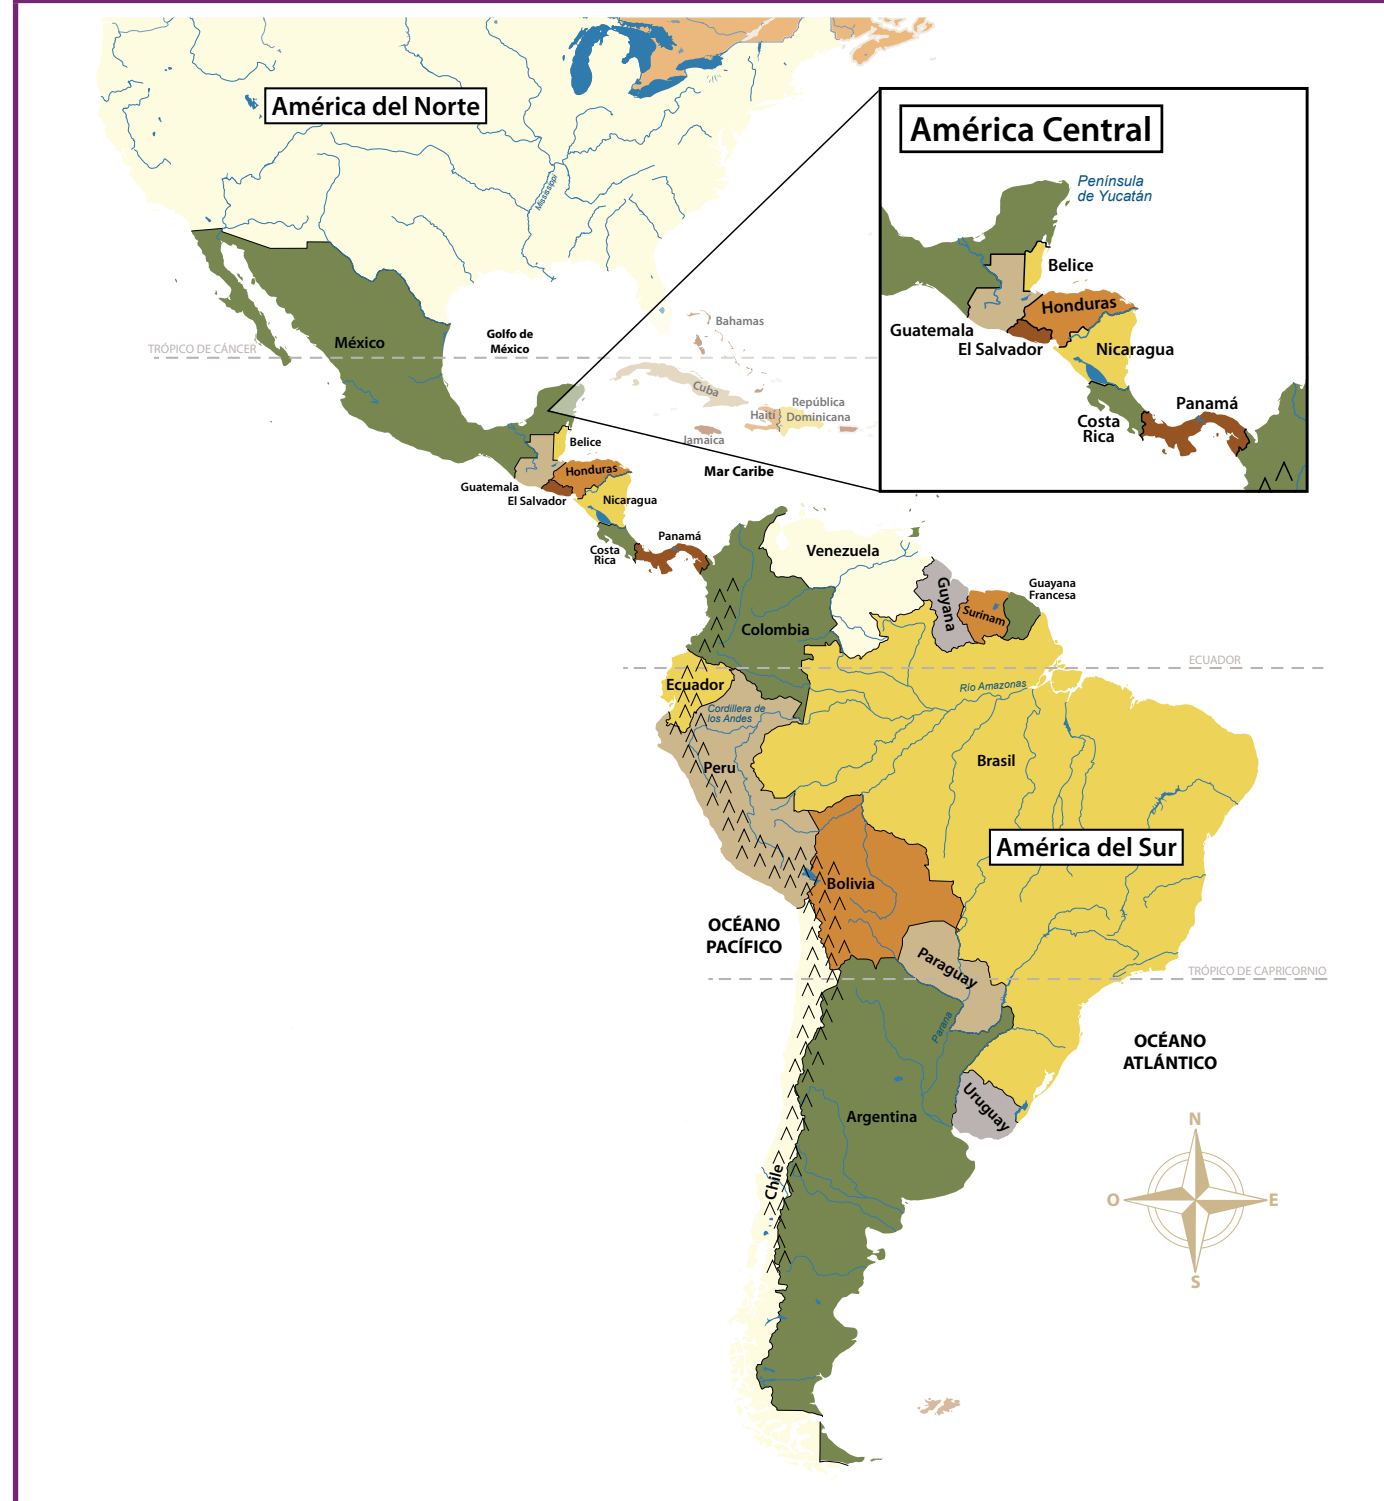 América del Norte
América Central
Península
de Yucatán
Belice
Honduras
Guatemala
El Salvador
Nicaragua
Costa
Rica
Panamá
Mississippi
Bahamas
Golfo de
México
TRÓPICO DE CÁNCER
México
Cuba
República
Dominicana
Haití
Jamaica
Mar Caribe
Belice
Honduras
Guatemala
El Salvador
Nicaragua
Costa
Rica
Panamá
Venezuela
Guyana
Surinam
Guayana
Francesa
Colombia
ECUADOR
Ecuador
Río Amazonas
Cordillera de
los Andes
Peru
Brasil
América del Sur
Bolivia
OCÉANO
PACÍFICO
Paraguay
TRÓPICO DE CAPRICORNIO
Parana
OCÉANO
ATLÁNTICO
Uruguay
Argentina
Chile
N
O
E
S